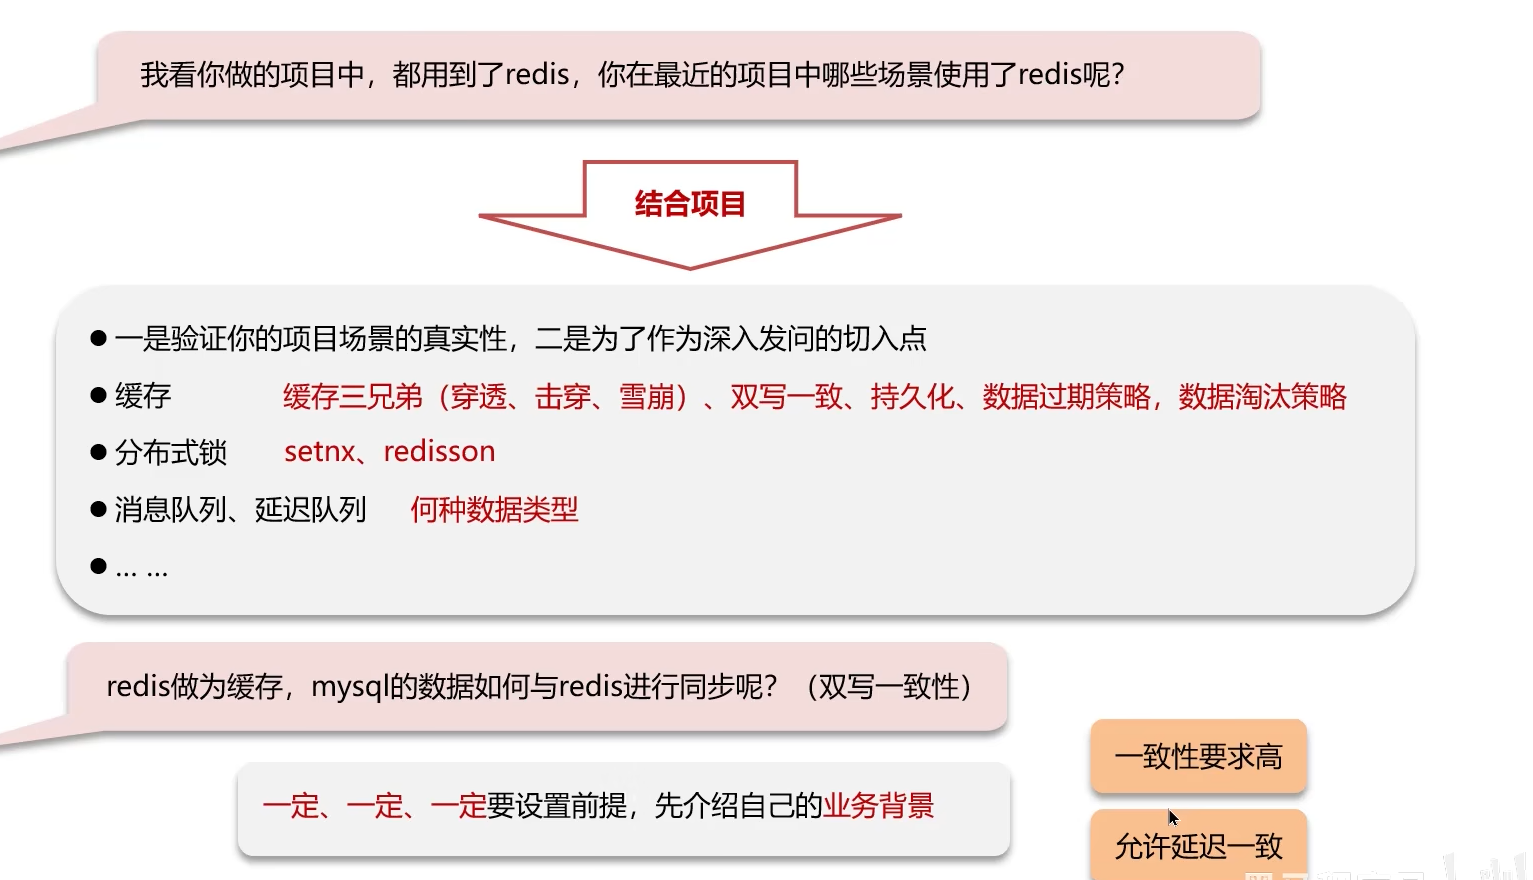 我看你做的项目中，都用到了redis，你在最近的项目中哪些场景使用了redis呢？
结合项目
●一是验证你的项目场景的真实性，二是为了作为深入发问的切入点
●缓存 缓存三兄弟（穿透、击穿、雪崩）、双写一致、持久化、数据过期策略，数据淘汰策略
●分布式锁 setnx、redisson
●消息队列、延迟队列 何种数据类型
●... ...
redis做为缓存，mysql的数据如何与redis进行同步呢？（双写一致性）
一定、一定、一定要设置前提，先介绍自己的业务背景
一致性要求高
允许延迟一致